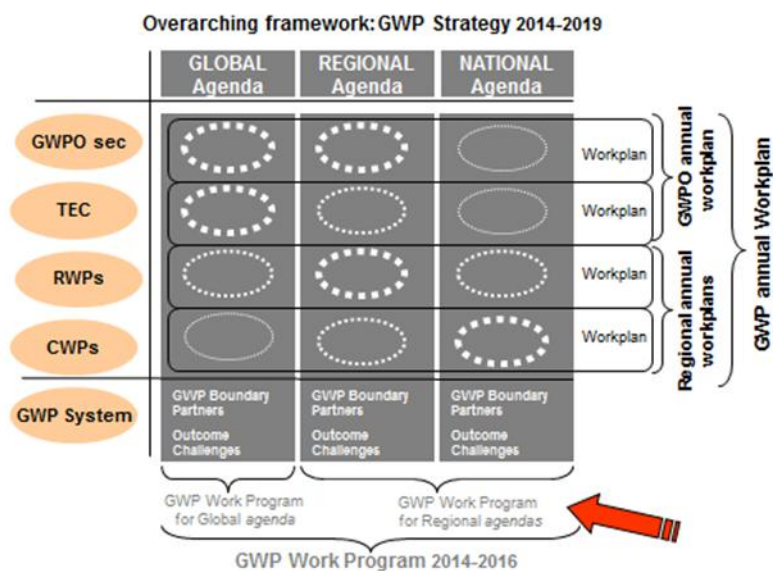 Overarching framework: GWP Strategy 2014-2019
GLOBAL
Agenda
REGIONAL
Agenda
NATIONAL
Agenda
GWPO sec
Workplan
TEC
Workplan
RWPs
Workplan
CWPs
Workplan
GWPO annual
workplan
Regional annual
workplans
GWP annual Workplan
GWP System
GWP Boundary
Partners
Outcome
Challenges
GWP Boundary
Partners
Outcome
Challenges
GWP Boundary
Partners
Outcome
Challenges
GWP Work Program
for Global agenda
GWP Work Program
for Regional agendas
GWP Work Program 2014-2016